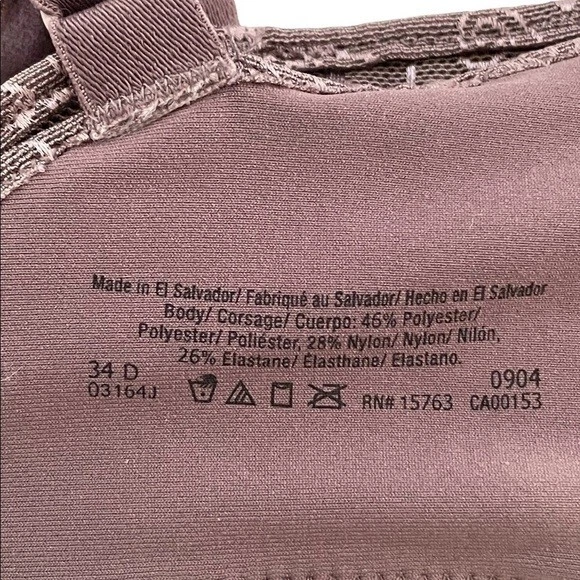 Made in El Salvador/ Fabriqué au Salvador/ Hecho en El Salvador
Body/ Corsage/ Cuerpo: 46% Polyester/
Polyester/ Poliéster, 28% Nylon/ Nylon/ Nilón,
26% Elastane/ Élasthane/ Elastano.
34 D 0904
03164J RN# 15763 CA00153